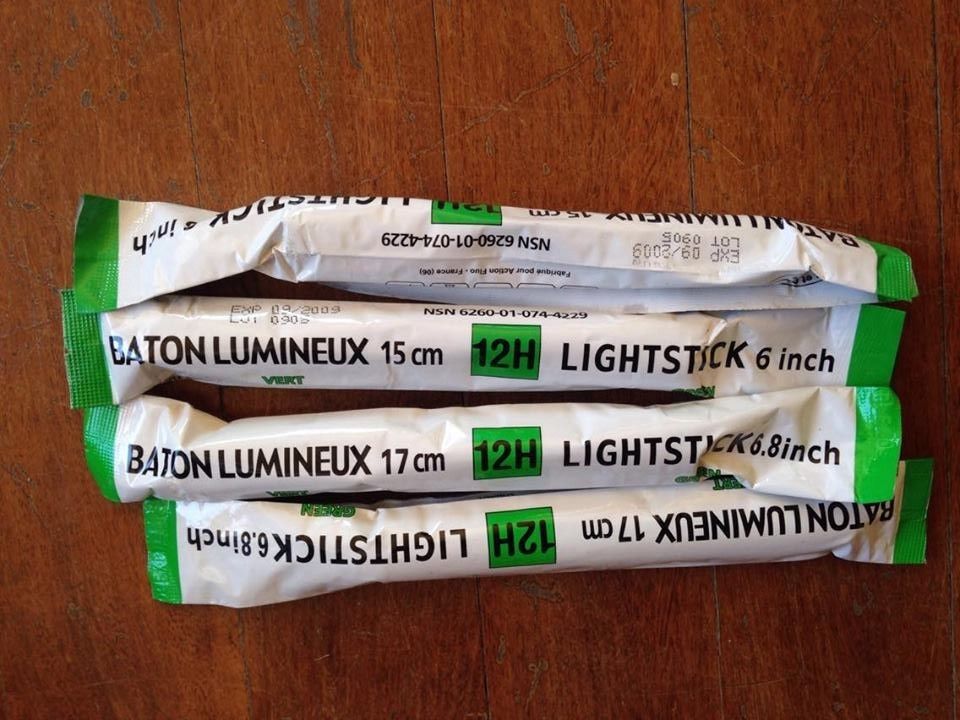 BATON LUMINEUX 15 cm 12H LIGHTSTICK 6 inch
NSN 6260-01-074-4229
EXP 09/2009
LOT 0905
Fabrique pour Action Fluo - France (06)
EXP 09/2009
LOT 0905
NSN 6260-01-074-4229
BATON LUMINEUX 15 cm 12H LIGHTSTICK 6 inch
VERT
BATON LUMINEUX 17 cm 12H LIGHTSTICK 6.8inch
VERT
VERT
BATON LUMINEUX 17 cm 12H LIGHTSTICK 6.8inch
GREEN